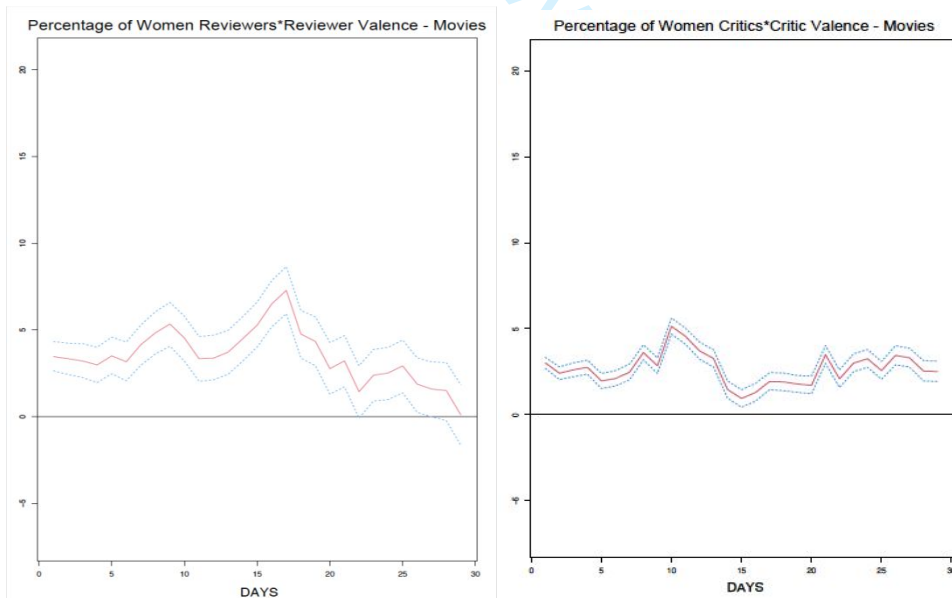 Percentage of Women Reviewers*Reviewer Valence - Movies
20
15
10
5
0
-5
0 5 10 15 20 25 30
DAYS
Percentage of Women Critics*Critic Valence - Movies
20
15
10
5
0
0 5 10 15 20 25
DAYS